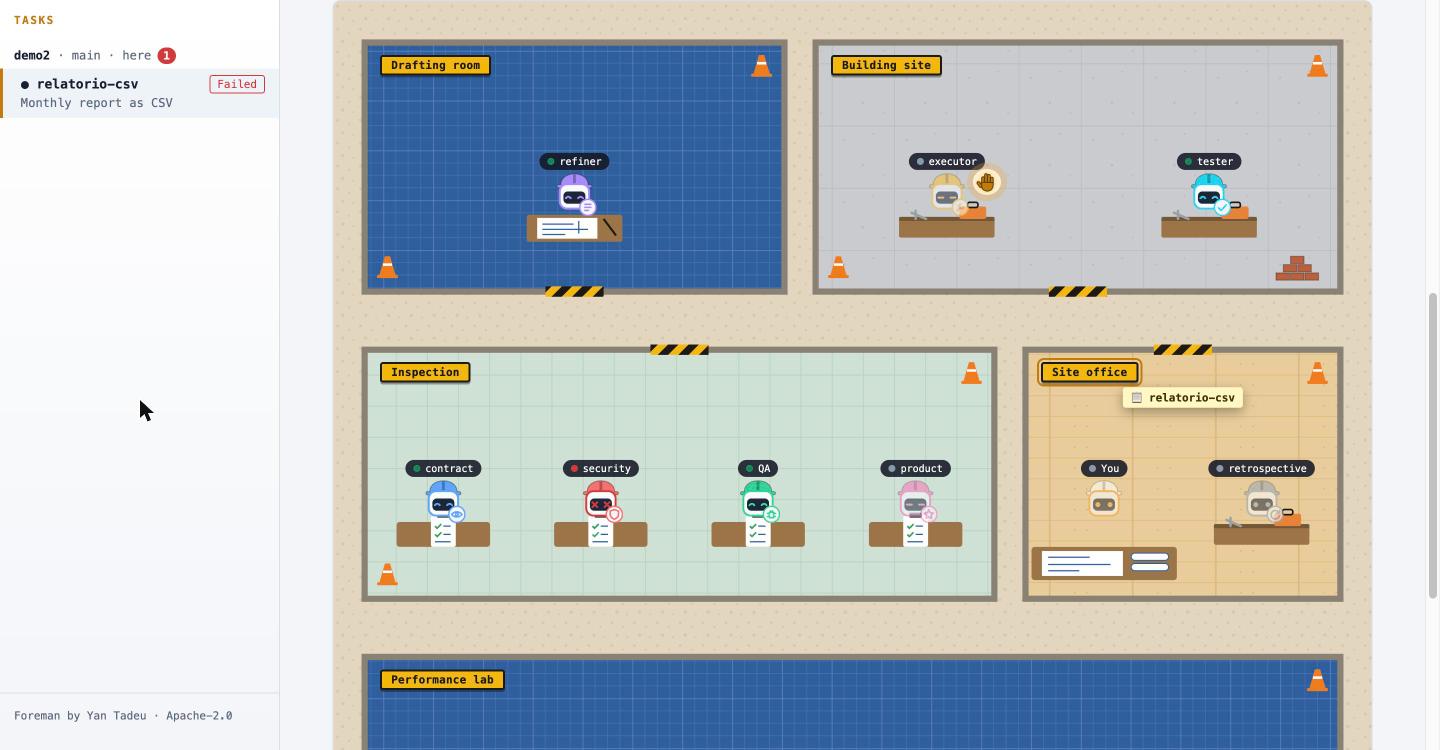 TASKS
demo2 · main · here 1
relatorio-csv Failed
Monthly report as CSV
Foreman by Yan Tadeu · Apache-2.0
Drafting room
refiner
Building site
executor
tester
Inspection
contract
security
QA
product
Site office
relatorio-csv
You
retrospective
Performance lab